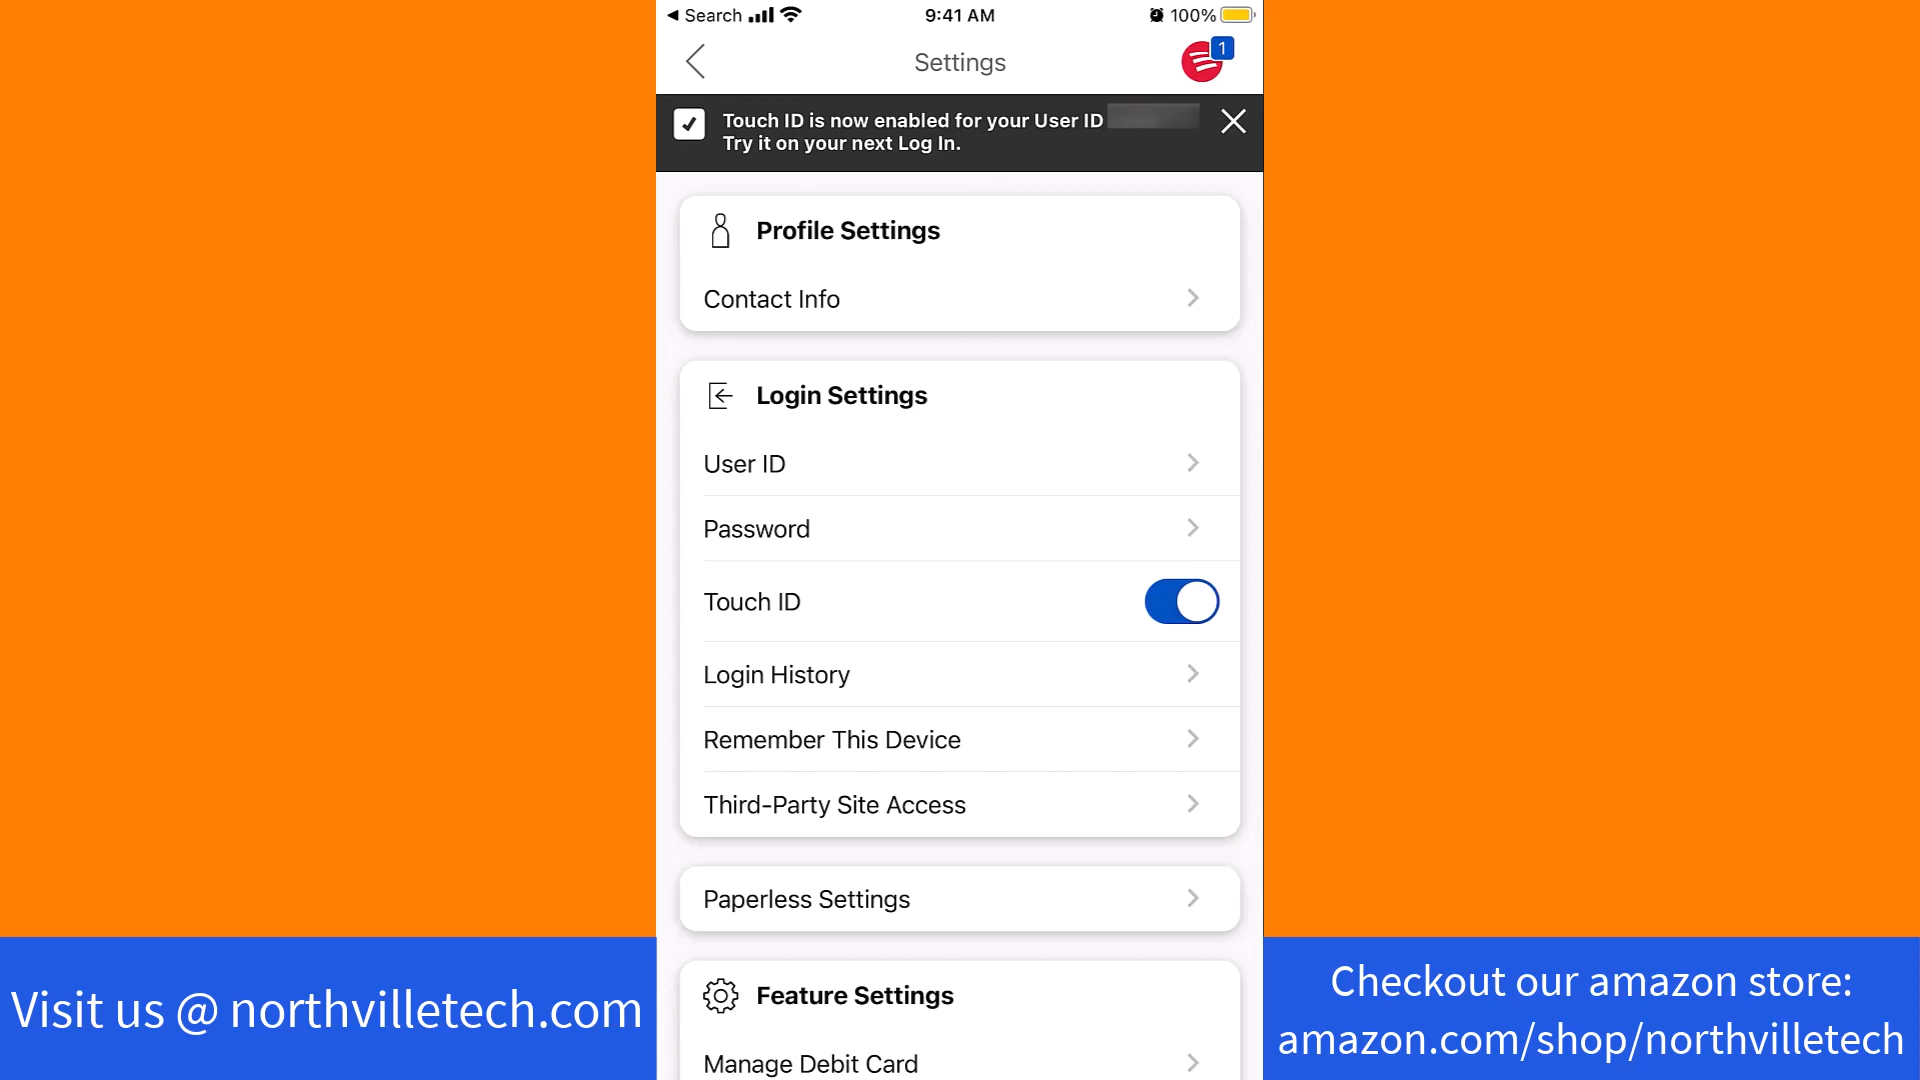 Search
9:41 AM
100%
Settings
1
Touch ID is now enabled for your User ID
Try it on your next Log In.
Profile Settings
Contact Info
Login Settings
User ID
Password
Touch ID
Login History
Remember This Device
Third-Party Site Access
Paperless Settings
Feature Settings
Manage Debit Card
Visit us @ northvilletech.com
Checkout our amazon store:
amazon.com/shop/northvilletech